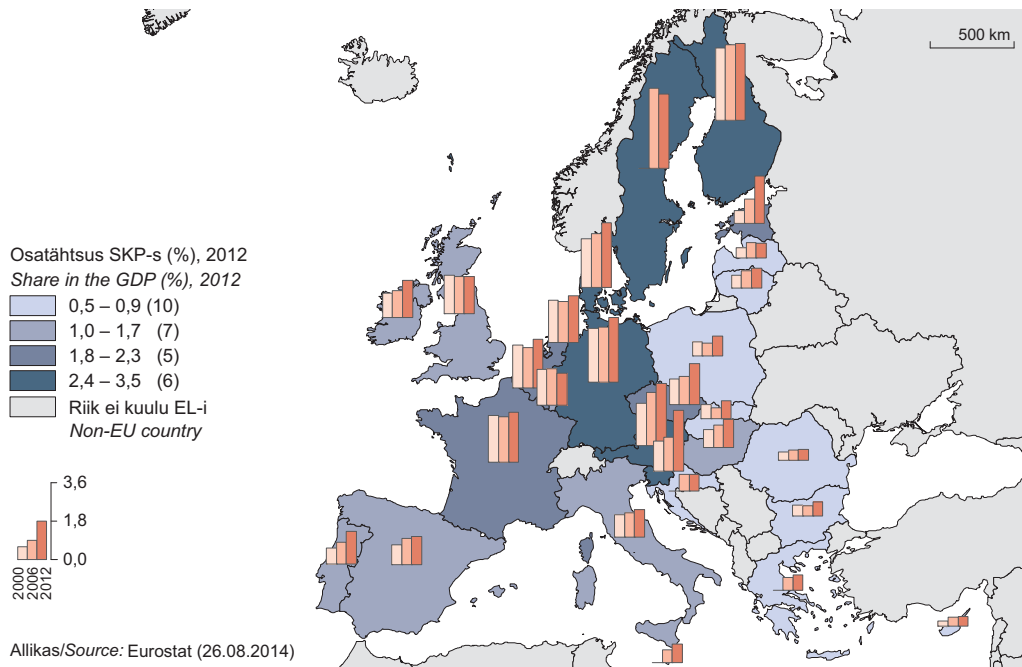 500 km
Osatähtsus SKP-s (%), 2012
Share in the GDP (%), 2012
0,5 – 0,9 (10)
1,0 – 1,7 (7)
1,8 – 2,3 (5)
2,4 – 3,5 (6)
Riik ei kuulu EL-i
Non-EU country
3,6
1,8
0,0
2000
2006
2012
Allikas/Source: Eurostat (26.08.2014)